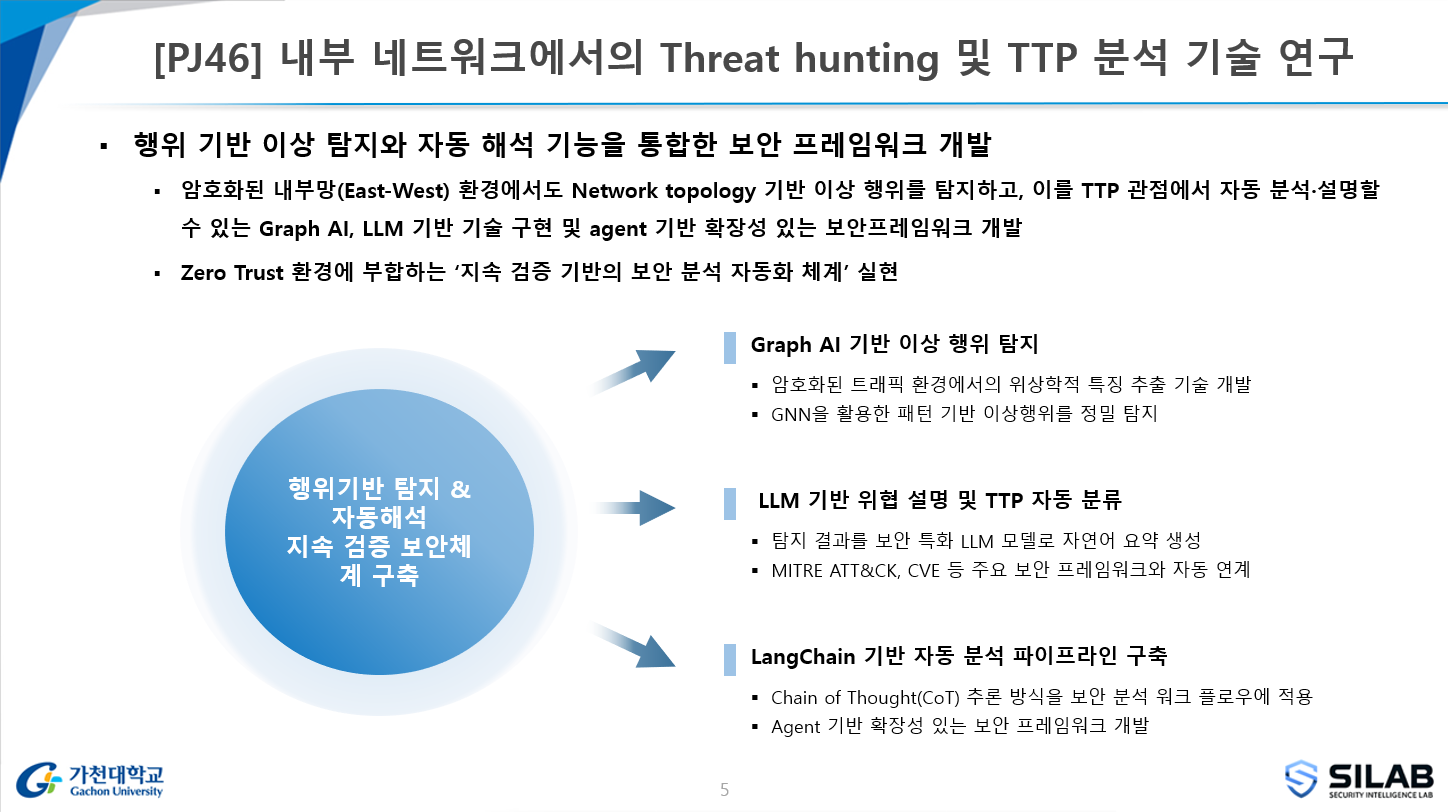 [PJ46] 내부 네트워크에서의 Threat hunting 및 TTP 분석 기술 연구
▪ 행위 기반 이상 탐지와 자동 해석 기능을 통합한 보안 프레임워크 개발
▪ 암호화된 내부망(East-West) 환경에서도 Network topology 기반 이상 행위를 탐지하고, 이를 TTP 관점에서 자동 분석·설명할
수 있는 Graph AI, LLM 기반 기술 구현 및 agent 기반 확장성 있는 보안프레임워크 개발
▪ Zero Trust 환경에 부합하는 ‘지속 검증 기반의 보안 분석 자동화 체계’ 실현
행위기반 탐지 &
자동해석
지속 검증 보안체
계 구축
Graph AI 기반 이상 행위 탐지
▪ 암호화된 트래픽 환경에서의 위상학적 특징 추출 기술 개발
▪ GNN을 활용한 패턴 기반 이상행위를 정밀 탐지
LLM 기반 위협 설명 및 TTP 자동 분류
▪ 탐지 결과를 보안 특화 LLM 모델로 자연어 요약 생성
▪ MITRE ATT&CK, CVE 등 주요 보안 프레임워크와 자동 연계
LangChain 기반 자동 분석 파이프라인 구축
▪ Chain of Thought(CoT) 추론 방식을 보안 분석 워크 플로우에 적용
▪ Agent 기반 확장성 있는 보안 프레임워크 개발
가천대학교
Gachon University
5
SILAB
SECURITY INTELLIGENCE LAB